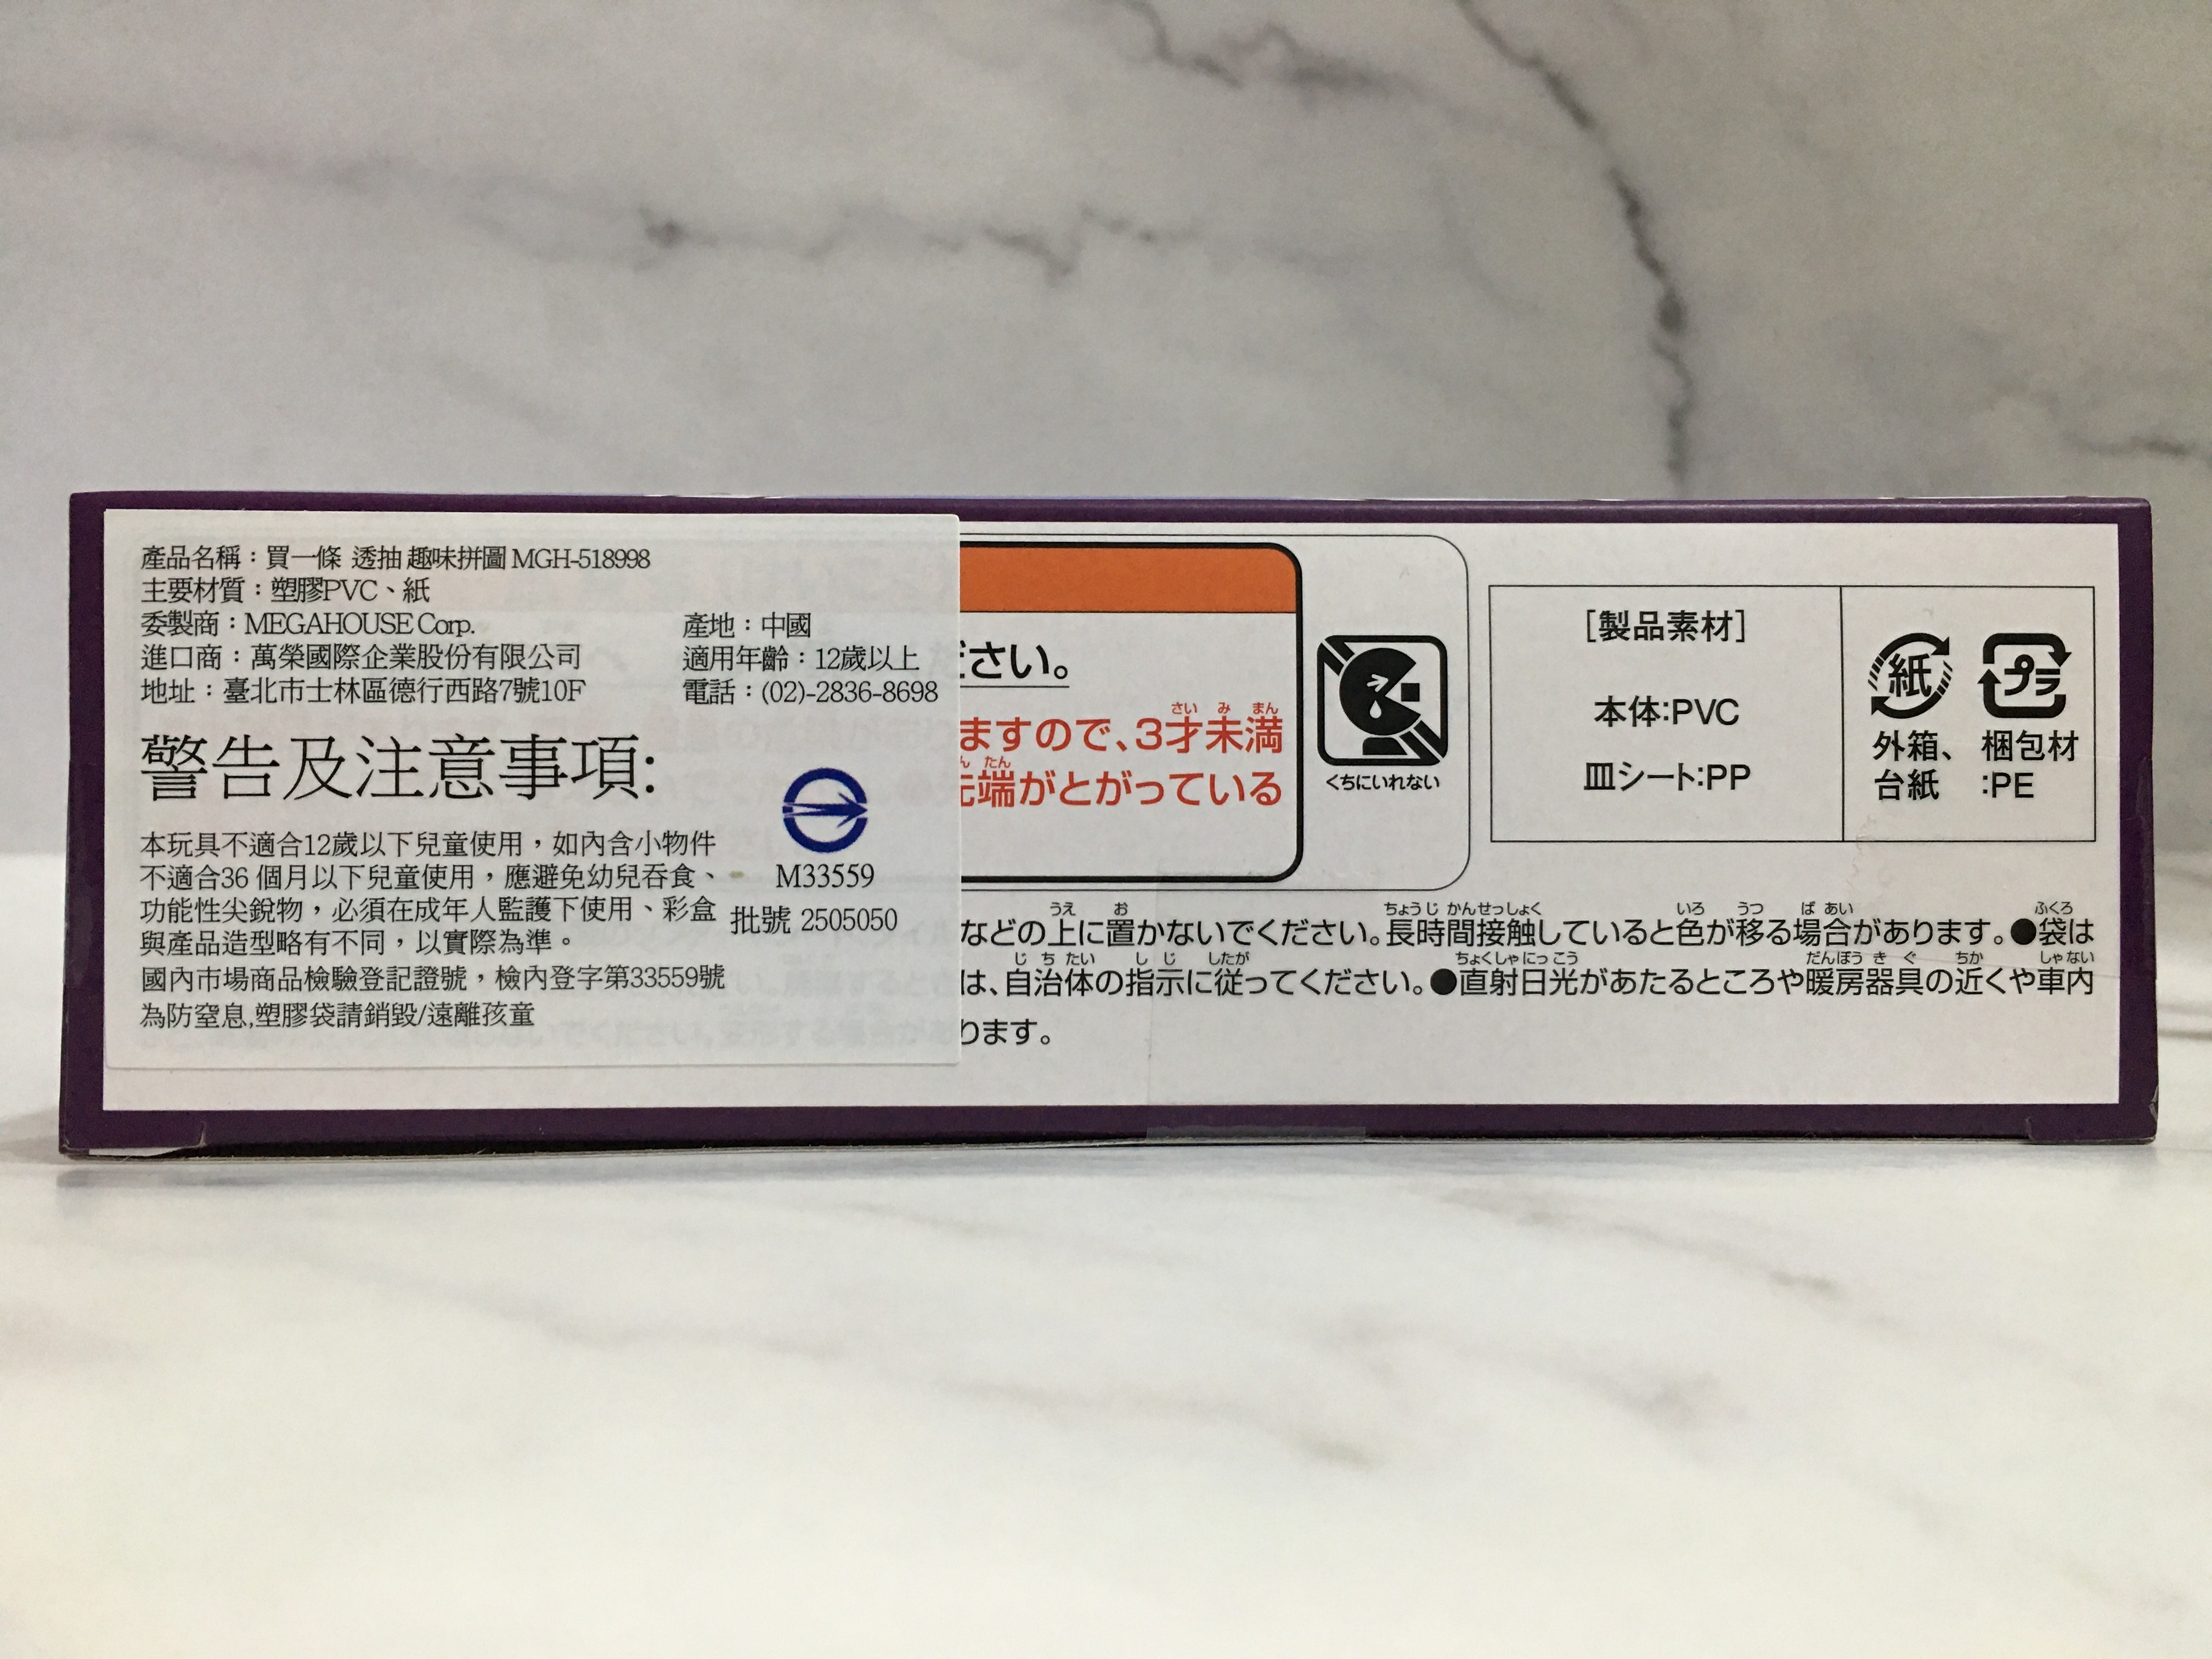 產品名稱：買一條 透抽 趣味拼圖 MGH-518998
主要材質：塑膠PVC、紙
委製商：MEGAHOUSE Corp.
產地：中國
進口商：萬榮國際企業股份有限公司
適用年齡：12歲以上
地址：臺北市士林區德行西路7號10F
電話：(02)-2836-8698
警告及注意事項:
本玩具不適合12歲以下兒童使用，如內含小物件
不適合36 個月以下兒童使用，應避免幼兒吞食、
功能性尖銳物，必須在成年人監護下使用、彩盒
與產品造型略有不同，以實際為準。
國內市場商品檢驗登記證號，檢內登字第33559號
為防窒息,塑膠袋請銷毀/遠離孩童
M33559
批號 2505050
ださい。
さい み まん
ますので、3才未満
ん たん
先端がとがっている
くちにいれない
[製品素材]
本体:PVC
皿シート:PP
紙
外箱、
台紙
プラ
梱包材
:PE
うえ お ちょうじ かんせっしょく いろ うつ ば あい ふくろ
などの上に置かないでください。長時間接触していると色が移る場合があります。●袋は
じ ち たい し じ したが ちょくしゃにっこう だんぼう き ぐ ちか しゃない
は、自治体の指示に従ってください。●直射日光があたるところや暖房器具の近くや車内
ります。